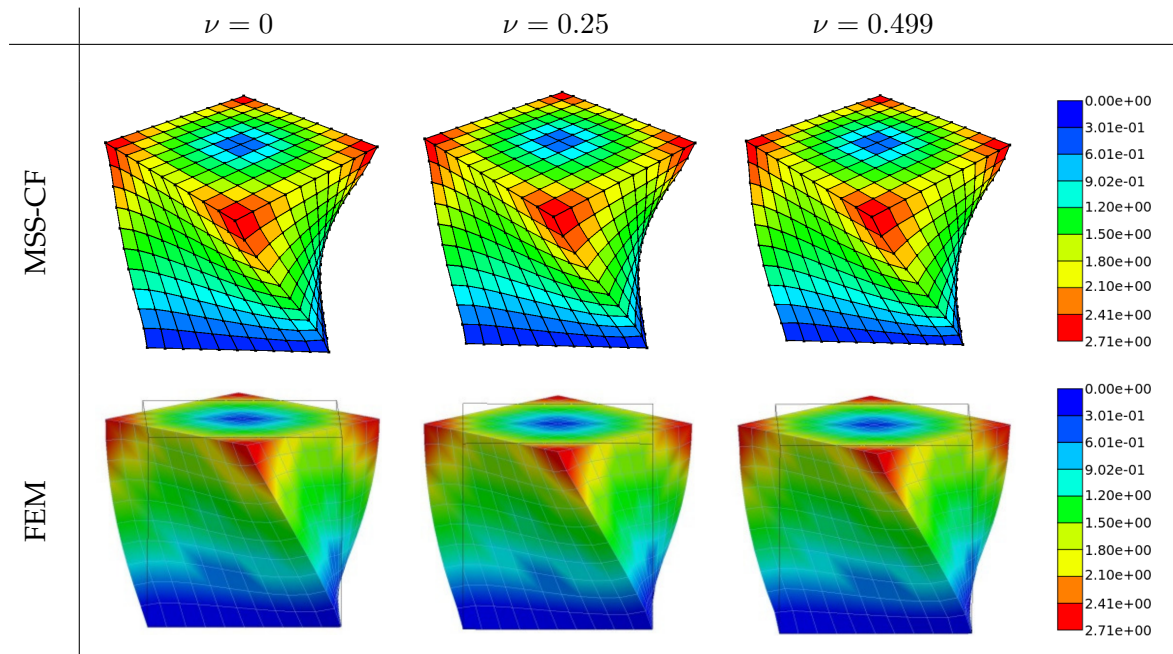 ν = 0
ν = 0.25
ν = 0.499
MSS-CF
0.00e+00
3.01e-01
6.01e-01
9.02e-01
1.20e+00
1.50e+00
1.80e+00
2.10e+00
2.41e+00
2.71e+00
FEM
0.00e+00
3.01e-01
6.01e-01
9.02e-01
1.20e+00
1.50e+00
1.80e+00
2.10e+00
2.41e+00
2.71e+00